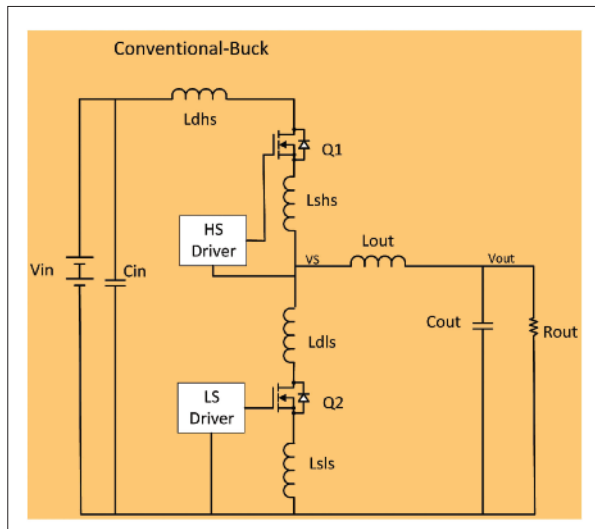 Conventional-Buck
Ldhs
Q1
Lshs
HS
Driver
Lout
VS
Vout
Vin
Cin
Cout
Rout
Ldls
LS
Driver
Q2
Lsls